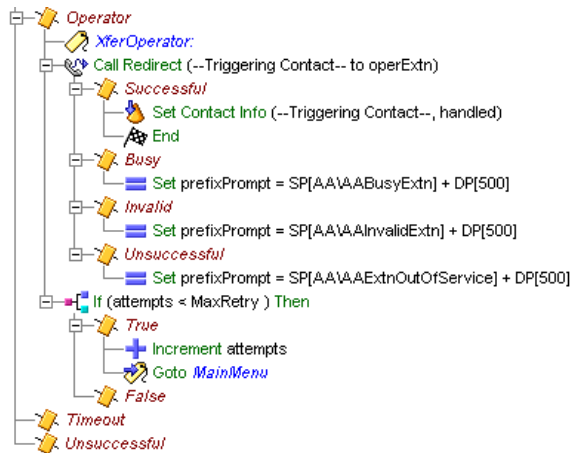 Operator
XferOperator:
Call Redirect (--Triggering Contact-- to operExtn)
Successful
Set Contact Info (--Triggering Contact--, handled)
End
Busy
Set prefixPrompt = SP[AA\AABusyExtn] + DP[500]
Invalid
Set prefixPrompt = SP[AA\AAInvalidExtn] + DP[500]
Unsuccessful
Set prefixPrompt = SP[AA\AAExtnOutOfService] + DP[500]
If (attempts < MaxRetry ) Then
True
Increment attempts
Goto MainMenu
False
Timeout
Unsuccessful